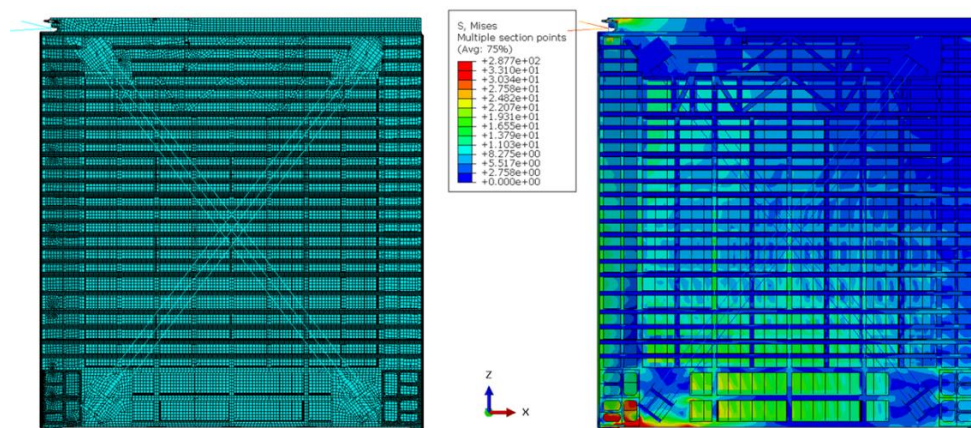 S, Mises
Multiple section points
(Avg: 75%)
+2.877e+02
+3.310e+01
+3.034e+01
+2.758e+01
+2.482e+01
+2.207e+01
+1.931e+01
+1.655e+01
+1.379e+01
+1.103e+01
+8.275e+00
+5.517e+00
+2.758e+00
+0.000e+00
Z
X